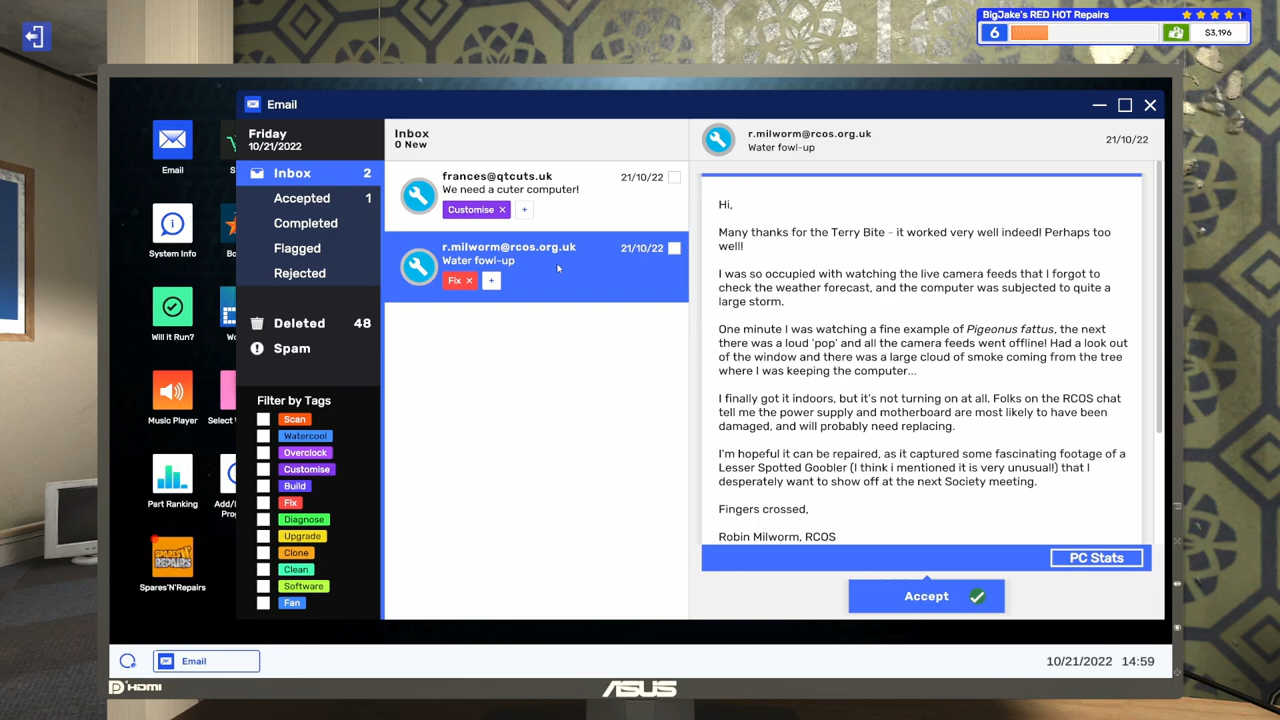 BigJake's RED HOT Repairs
1
6
$3,196
Email
System Info
Will it Run?
Music Player
Part Ranking
Spares'N'Repairs
SPARES N' REPAIRS
Email
Friday
10/21/2022
Inbox 2
Accepted 1
Completed
Flagged
Rejected
Deleted 48
Spam
Filter by Tags
Scan
Watercool
Overclock
Customise
Build
Fix
Diagnose
Upgrade
Clone
Clean
Software
Fan
Inbox
0 New
frances@qtcuts.uk 21/10/22
We need a cuter computer!
Customise × +
r.milworm@rcos.org.uk 21/10/22
Water fowl-up
Fix × +
r.milworm@rcos.org.uk
Water fowl-up
21/10/22
Hi,
Many thanks for the Terry Bite - it worked very well indeed! Perhaps too
well!
I was so occupied with watching the live camera feeds that I forgot to
check the weather forecast, and the computer was subjected to quite a
large storm.
One minute I was watching a fine example of Pigeonus fattus, the next
there was a loud 'pop' and all the camera feeds went offline! Had a look out
of the window and there was a large cloud of smoke coming from the tree
where I was keeping the computer...
I finally got it indoors, but it's not turning on at all. Folks on the RCOS chat
tell me the power supply and motherboard are most likely to have been
damaged, and will probably need replacing.
I'm hopeful it can be repaired, as it captured some fascinating footage of a
Lesser Spotted Goobler (I think i mentioned it is very unusual!) that I
desperately want to show off at the next Society meeting.
Fingers crossed,
Robin Milworm, RCOS
PC Stats
Accept
Email
10/21/2022 14:59
HDMI
ASUS